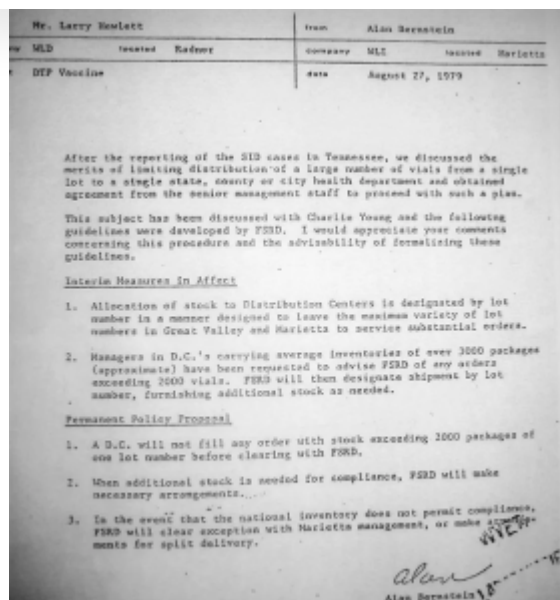 Mr. Larry Hewlett from Alan Bernstein
WLD located Radnor company WLI located Marietta
DTP Vaccine date August 27, 1979
After the reporting of the SID cases in Tennessee, we discussed the
merits of limiting distribution of a large number of vials from a single
lot to a single state, county or city health department and obtained
agreement from the senior management staff to proceed with such a plan.
This subject has been discussed with Charlie Young and the following
guidelines were developed by FSRD. I would appreciate your comments
concerning this procedure and the advisability of formalizing these
guidelines.
Interim Measures in Affect
1. Allocation of stock to Distribution Centers is designated by lot
number in a manner designed to leave the maximum variety of lot
numbers in Great Valley and Marietta to service substantial orders.
2. Managers in D.C.'s carrying average inventories of over 3000 packages
(approximate) have been requested to advise FSRD of any orders
exceeding 2000 vials. FSRD will then designate shipment by lot
number, furnishing additional stock as needed.
Permanent Policy Proposal
1. A D.C. will not fill any order with stock exceeding 2000 packages of
one lot number before clearing with FSRD.
2. When additional stock is needed for compliance, FSRD will make
necessary arrangements.
3. In the event that the national inventory does not permit compliance,
FSRD will clear exception with Marietta management, or make
ments for split delivery.
Alan
Alan Bernstein